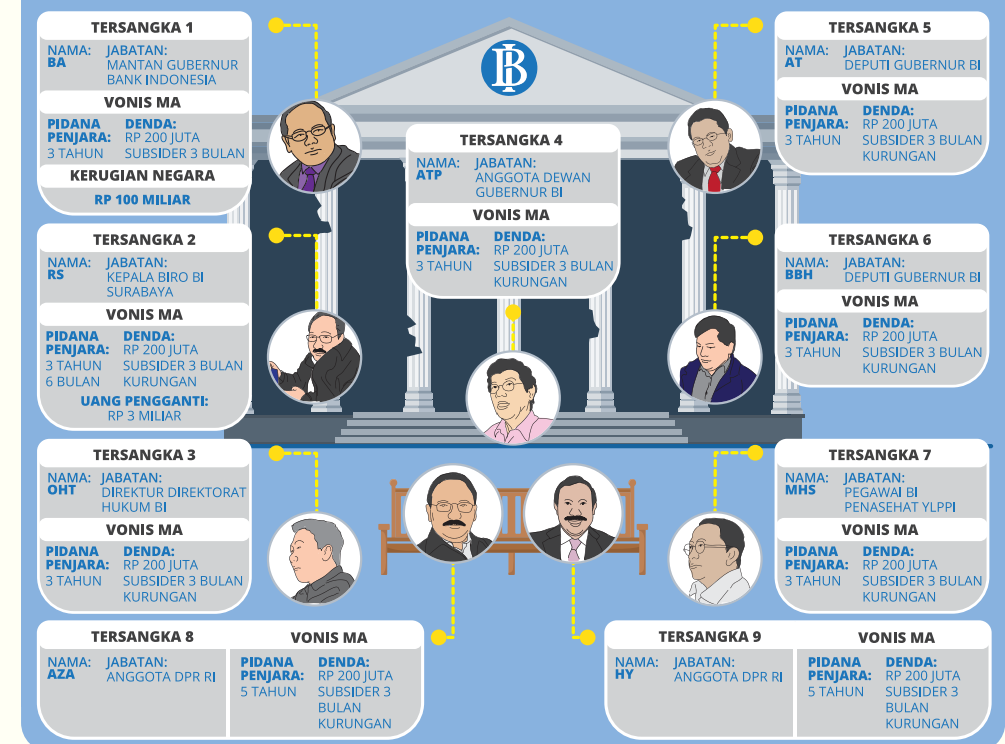 TERSANGKA 1
NAMA: JABATAN:
BA MANTAN GUBERNUR
BANK INDONESIA
VONIS MA
PIDANA DENDA:
PENJARA: RP 200 JUTA
3 TAHUN SUBSIDER 3 BULAN
KERUGIAN NEGARA
RP 100 MILIAR
TERSANGKA 2
NAMA: JABATAN:
RS KEPALA BIRO BI
SURABAYA
VONIS MA
PIDANA DENDA:
PENJARA: RP 200 JUTA
3 TAHUN SUBSIDER 3 BULAN
6 BULAN KURUNGAN
UANG PENGGANTI:
RP 3 MILIAR
TERSANGKA 3
NAMA: JABATAN:
OHT DIREKTUR DIREKTORAT
HUKUM BI
VONIS MA
PIDANA DENDA:
PENJARA: RP 200 JUTA
3 TAHUN SUBSIDER 3 BULAN
KURUNGAN
BI
TERSANGKA 4
NAMA: JABATAN:
ATP ANGGOTA DEWAN
GUBERNUR BI
VONIS MA
PIDANA DENDA:
PENJARA: RP 200 JUTA
3 TAHUN SUBSIDER 3 BULAN
KURUNGAN
TERSANGKA 5
NAMA: JABATAN:
AT DEPUTI GUBERNUR BI
VONIS MA
PIDANA DENDA:
PENJARA: RP 200 JUTA
3 TAHUN SUBSIDER 3 BULAN
KURUNGAN
TERSANGKA 6
NAMA: JABATAN:
BBH DEPUTI GUBERNUR BI
VONIS MA
PIDANA DENDA:
PENJARA: RP 200 JUTA
3 TAHUN SUBSIDER 3 BULAN
KURUNGAN
TERSANGKA 7
NAMA: JABATAN:
MHS PEGAWAI BI
PENASEHAT YLPPI
VONIS MA
PIDANA DENDA:
PENJARA: RP 200 JUTA
3 TAHUN SUBSIDER 3 BULAN
KURUNGAN
TERSANGKA 8
NAMA: JABATAN:
AZA ANGGOTA DPR RI
VONIS MA
PIDANA DENDA:
PENJARA: RP 200 JUTA
5 TAHUN SUBSIDER 3
BULAN
KURUNGAN
TERSANGKA 9
NAMA: JABATAN:
HY ANGGOTA DPR RI
VONIS MA
PIDANA DENDA:
PENJARA: RP 200 JUTA
5 TAHUN SUBSIDER 3
BULAN
KURUNGAN